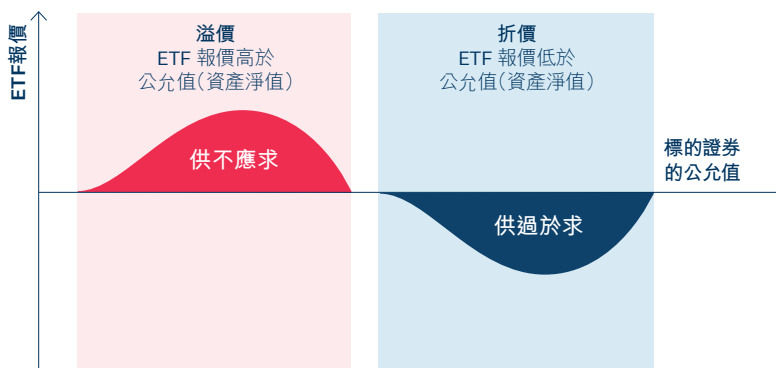 ETF報價
溢價
ETF 報價高於
公允值(資產淨值)
供不應求
折價
ETF 報價低於
公允值(資產淨值)
供過於求
標的證券
的公允值